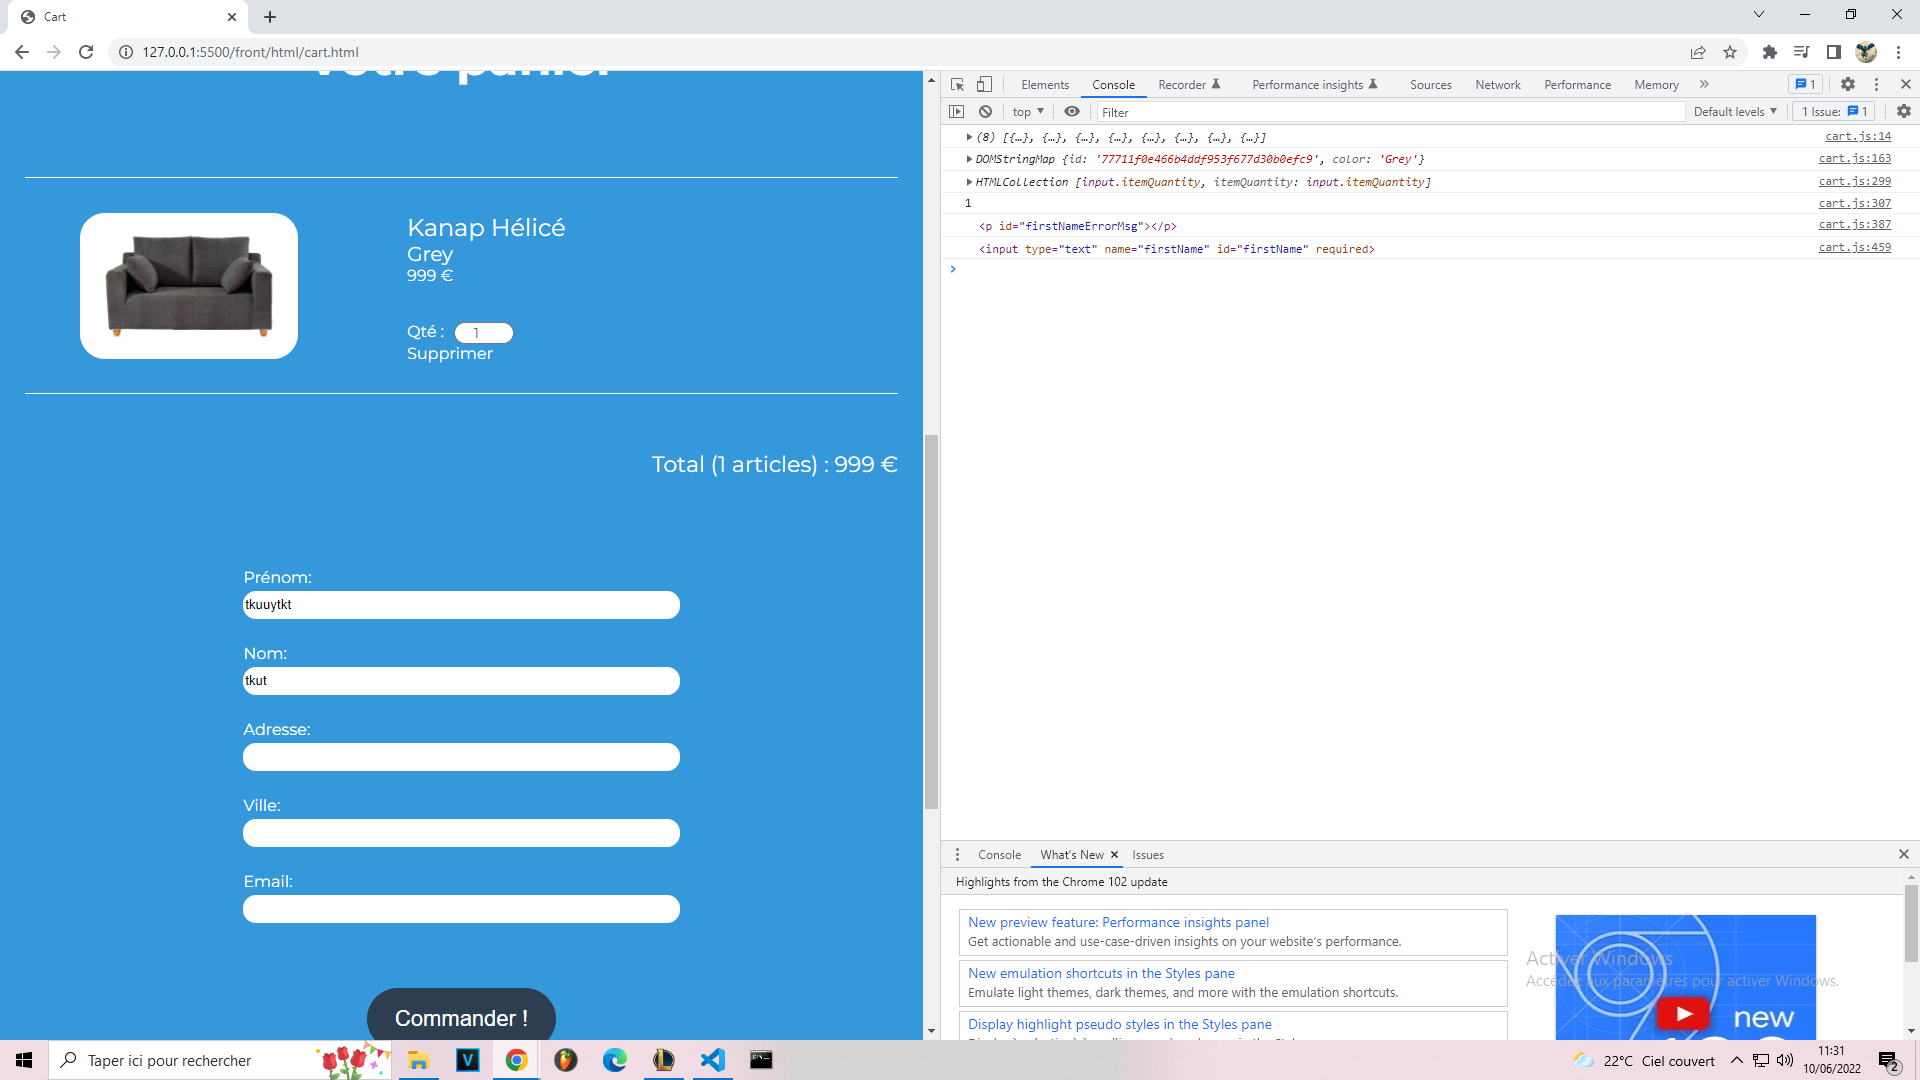 Cart
127.0.0.1:5500/front/html/cart.html
Votre panier
Kanap Hélicé
Grey
999 €
Qté : 1
Supprimer
Total (1 articles) : 999 €
Prénom:
tkuuytkt
Nom:
tkut
Adresse:
Ville:
Email:
Commander !
Elements Console Recorder Performance insights Sources Network Performance Memory 1
top Filter Default levels 1 Issue: 1
(8) [{…}, {…}, {…}, {…}, {…}, {…}, {…}, {…}] cart.js:14
DOMStringMap {id: '77711f0e466b4ddf953f677d30b0efc9', color: 'Grey'} cart.js:163
HTMLCollection [input.itemQuantity, itemQuantity: input.itemQuantity] cart.js:299
1 cart.js:307
<p id="firstNameErrorMsg"></p> cart.js:387
<input type="text" name="firstName" id="firstName" required> cart.js:459
Console What's New Issues
Highlights from the Chrome 102 update
New preview feature: Performance insights panel
Get actionable and use-case-driven insights on your website's performance.
New emulation shortcuts in the Styles pane
Emulate light themes, dark themes, and more with the emulation shortcuts.
Display highlight pseudo styles in the Styles pane
new
Activer Windows
Accédez aux paramètres pour activer Windows.
Taper ici pour rechercher
22°C Ciel couvert
11:31
10/06/2022
2